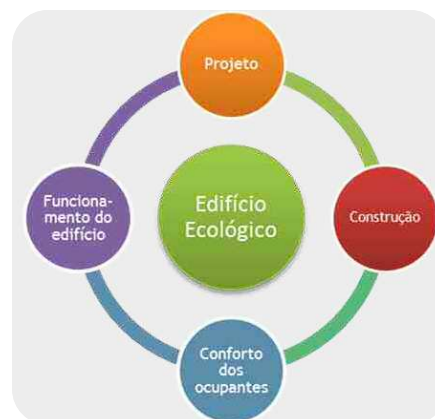 Projeto
Funciona-
mento do
edifício
Edifício
Ecológico
Construção
Conforto
dos
ocupantes